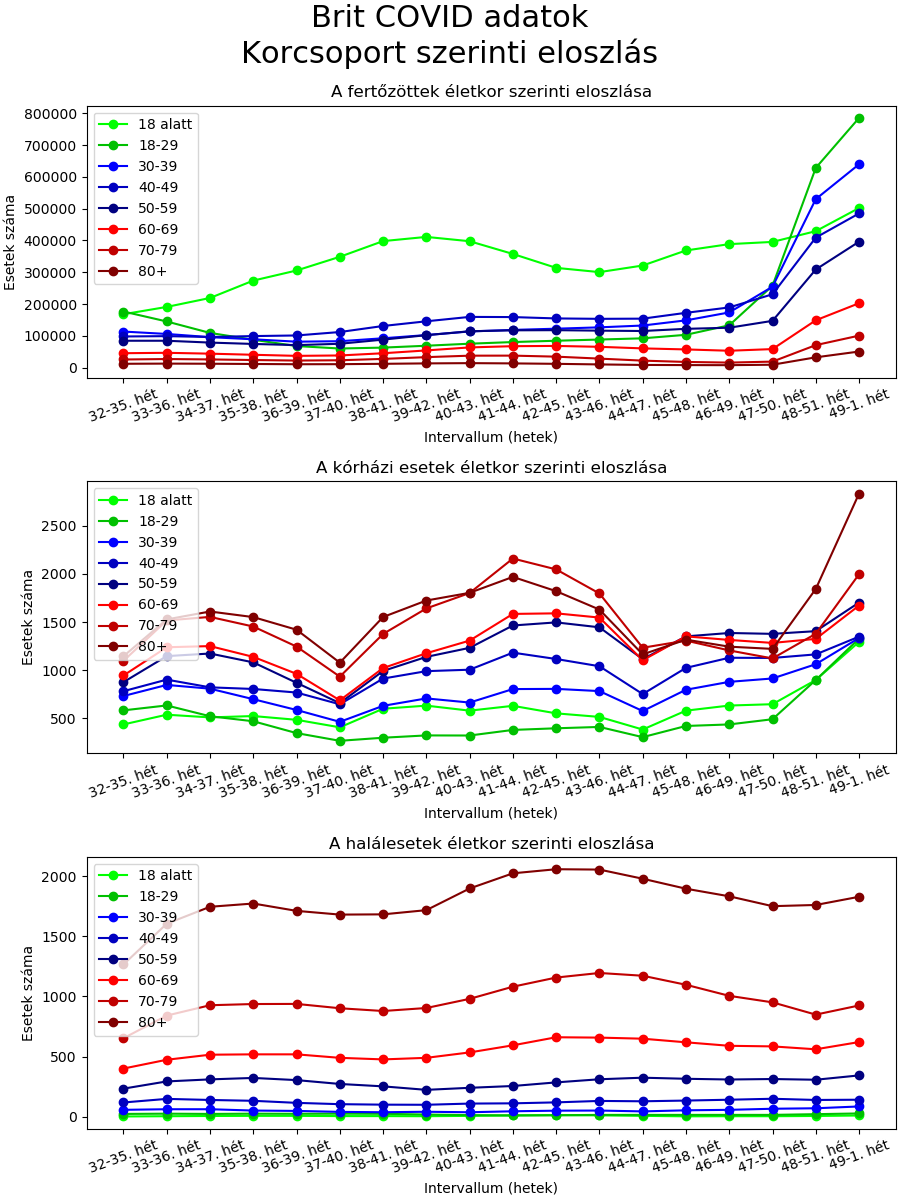 Brit COVID adatok
Korcsoport szerinti eloszlás
A fertőzöttek életkor szerinti eloszlása
800000
700000
600000
500000
400000
300000
200000
100000
0
Esetek száma
18 alatt
18-29
30-39
40-49
50-59
60-69
70-79
80+
32-35. hét
33-36. hét
34-37. hét
35-38. hét
36-39. hét
37-40. hét
38-41. hét
39-42. hét
40-43. hét
41-44. hét
42-45. hét
43-46. hét
44-47. hét
45-48. hét
46-49. hét
47-50. hét
48-51. hét
49-1. hét
Intervallum (hetek)
A kórházi esetek életkor szerinti eloszlása
2500
2000
1500
1000
500
Esetek száma
18 alatt
18-29
30-39
40-49
50-59
60-69
70-79
80+
32-35. hét
33-36. hét
34-37. hét
35-38. hét
36-39. hét
37-40. hét
38-41. hét
39-42. hét
40-43. hét
41-44. hét
42-45. hét
43-46. hét
44-47. hét
45-48. hét
46-49. hét
47-50. hét
48-51. hét
49-1. hét
Intervallum (hetek)
A halálesetek életkor szerinti eloszlása
2000
1500
1000
500
0
Esetek száma
18 alatt
18-29
30-39
40-49
50-59
60-69
70-79
80+
32-35. hét
33-36. hét
34-37. hét
35-38. hét
36-39. hét
37-40. hét
38-41. hét
39-42. hét
40-43. hét
41-44. hét
42-45. hét
43-46. hét
44-47. hét
45-48. hét
46-49. hét
47-50. hét
48-51. hét
49-1. hét
Intervallum (hetek)